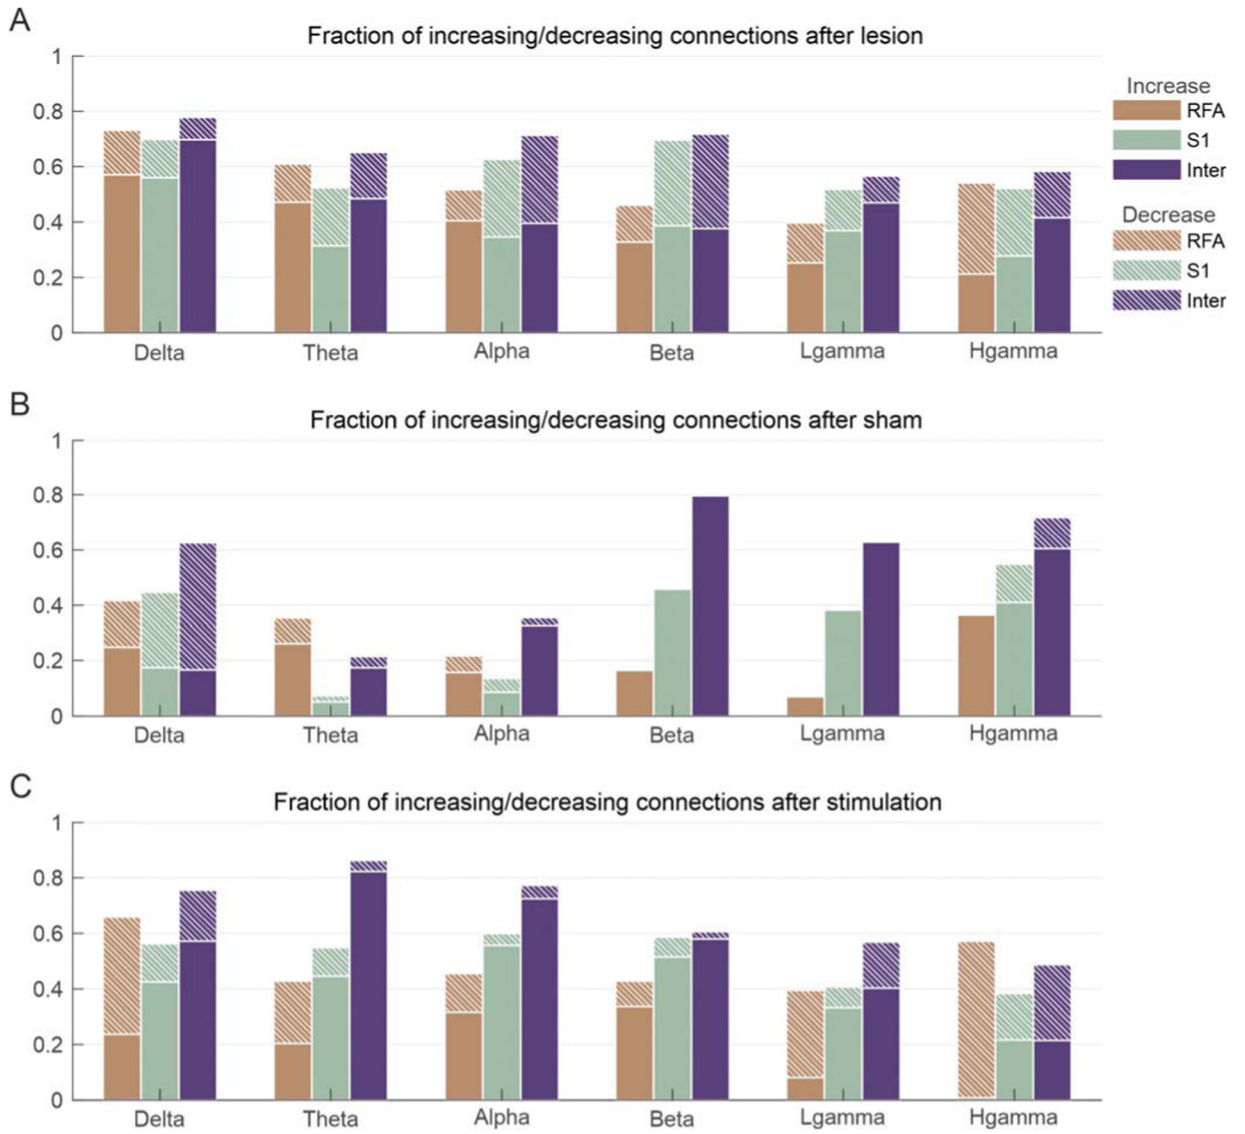 A
Fraction of increasing/decreasing connections after lesion
1
0.8
0.6
0.4
0.2
0
Delta Theta Alpha Beta Lgamma Hgamma
Increase
RFA
S1
Inter
Decrease
RFA
S1
Inter
B
Fraction of increasing/decreasing connections after sham
1
0.8
0.6
0.4
0.2
0
Delta Theta Alpha Beta Lgamma Hgamma
C
Fraction of increasing/decreasing connections after stimulation
1
0.8
0.6
0.4
0.2
0
Delta Theta Alpha Beta Lgamma Hgamma